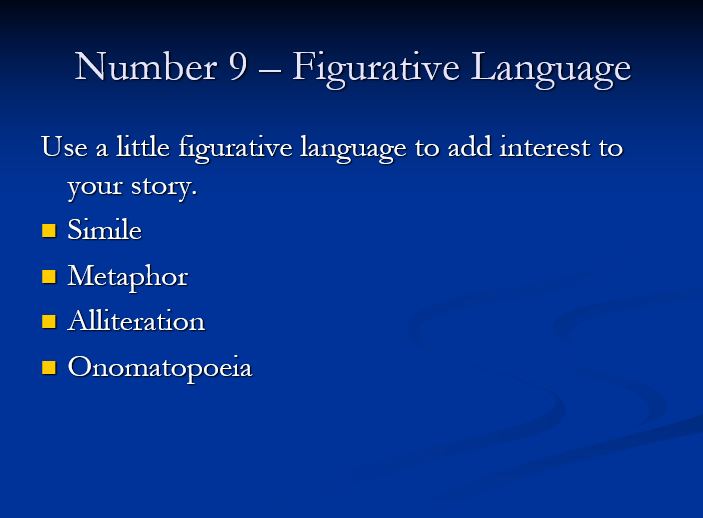 Number 9 – Figurative Language
Use a little figurative language to add interest to
your story.
Simile
Metaphor
Alliteration
Onomatopoeia